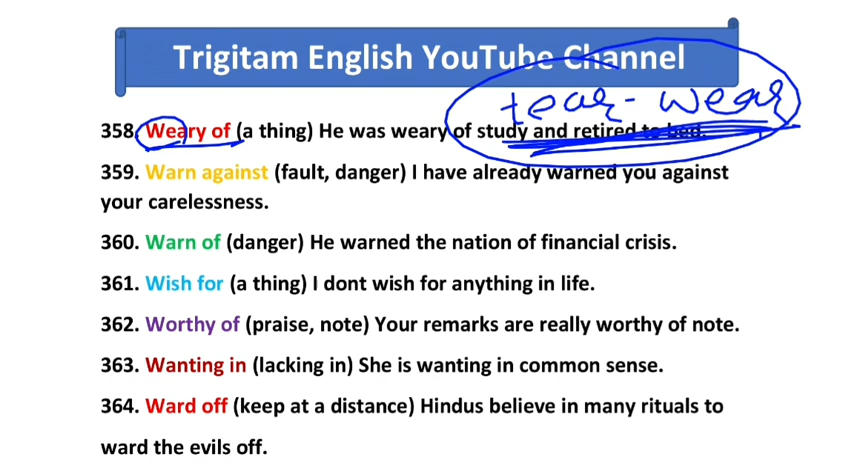 Trigitam English YouTube Channel
tear - wear
358. Weary of (a thing) He was weary of study and retired to bed.
359. Warn against (fault, danger) I have already warned you against
your carelessness.
360. Warn of (danger) He warned the nation of financial crisis.
361. Wish for (a thing) I dont wish for anything in life.
362. Worthy of (praise, note) Your remarks are really worthy of note.
363. Wanting in (lacking in) She is wanting in common sense.
364. Ward off (keep at a distance) Hindus believe in many rituals to
ward the evils off.